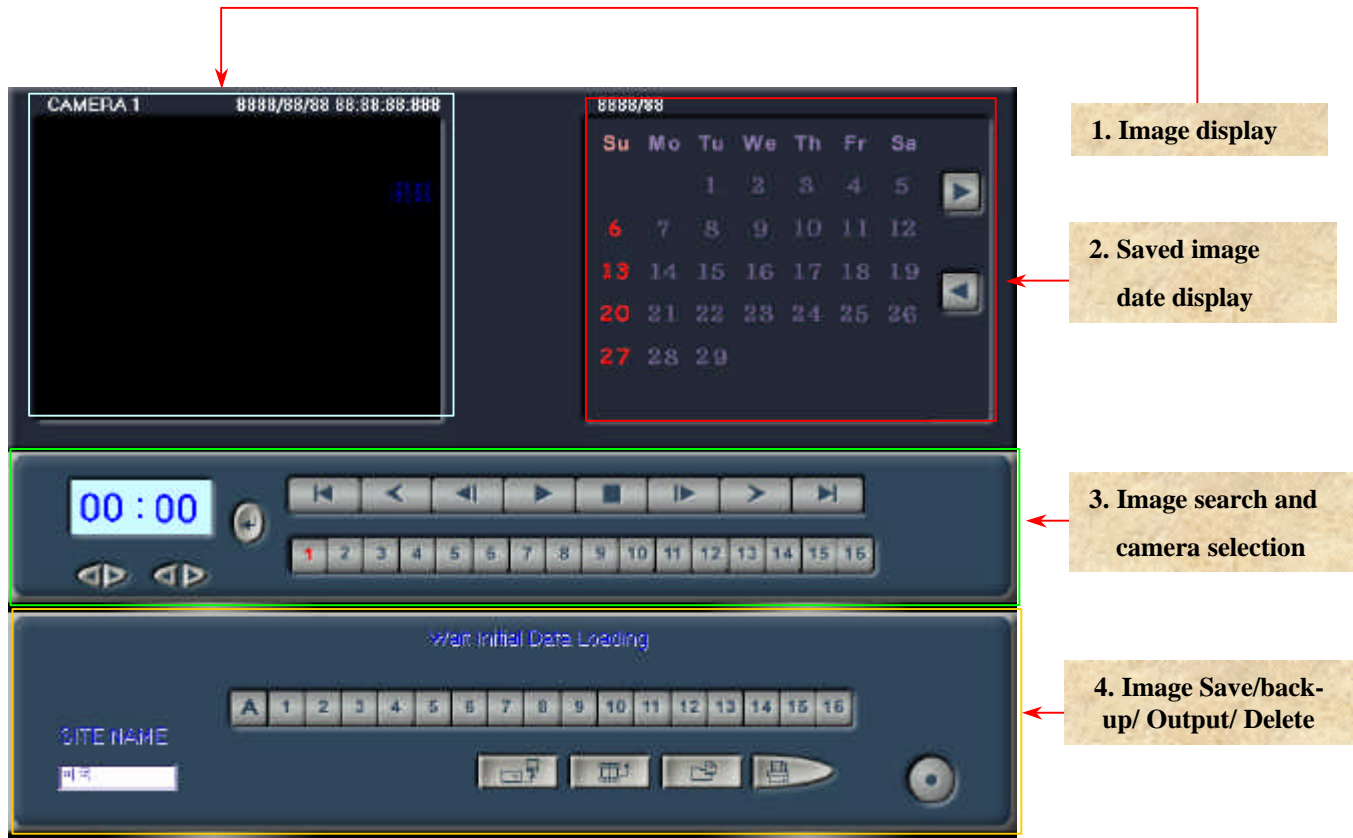 CAMERA 1 8888/88/88 88:88:88.888
8888/88
Su Mo Tu We Th Fr Sa
1 2 3 4 5
6 7 8 9 10 11 12
13 14 15 16 17 18 19
20 21 22 23 24 25 26
27 28 29
1. Image display
2. Saved image
date display
00:00
1 2 3 4 5 6 7 8 9 10 11 12 13 14 15 16
3. Image search and
camera selection
Wait Initial Data Loading
A 1 2 3 4 5 6 7 8 9 10 11 12 13 14 15 16
SITE NAME
미국
4. Image Save/back-
up/ Output/ Delete